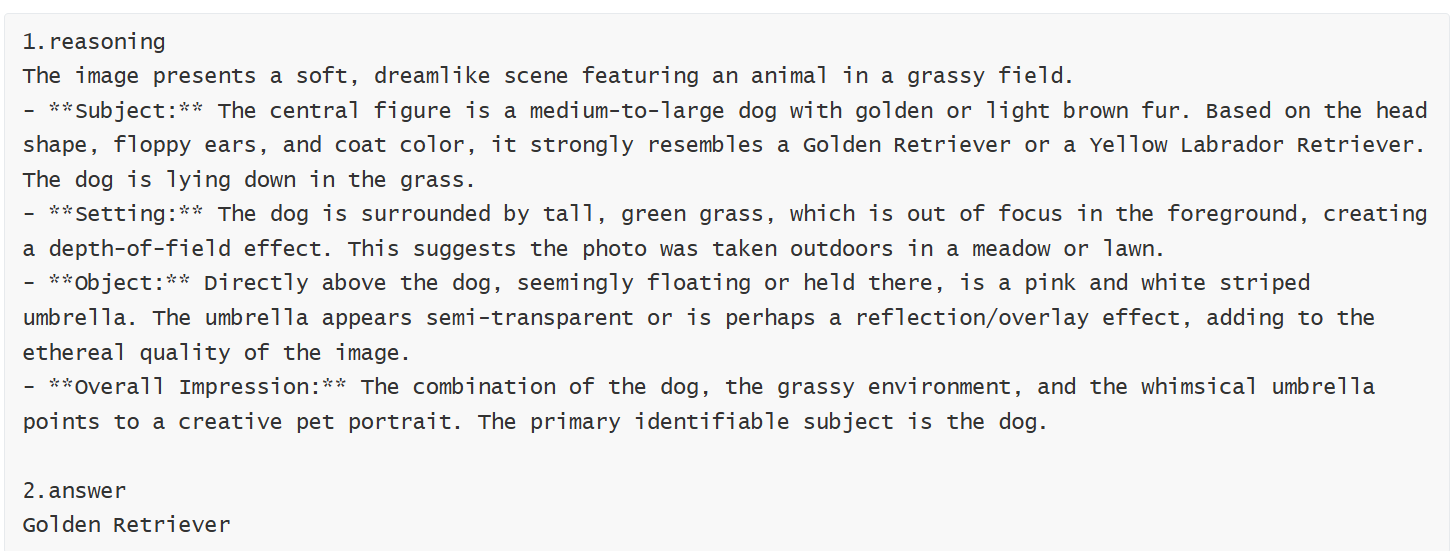 1.reasoning
The image presents a soft, dreamlike scene featuring an animal in a grassy field.
- **Subject:** The central figure is a medium-to-large dog with golden or light brown fur. Based on the head
shape, floppy ears, and coat color, it strongly resembles a Golden Retriever or a Yellow Labrador Retriever.
The dog is lying down in the grass.
- **Setting:** The dog is surrounded by tall, green grass, which is out of focus in the foreground, creating
a depth-of-field effect. This suggests the photo was taken outdoors in a meadow or lawn.
- **Object:** Directly above the dog, seemingly floating or held there, is a pink and white striped
umbrella. The umbrella appears semi-transparent or is perhaps a reflection/overlay effect, adding to the
ethereal quality of the image.
- **Overall Impression:** The combination of the dog, the grassy environment, and the whimsical umbrella
points to a creative pet portrait. The primary identifiable subject is the dog.
2.answer
Golden Retriever